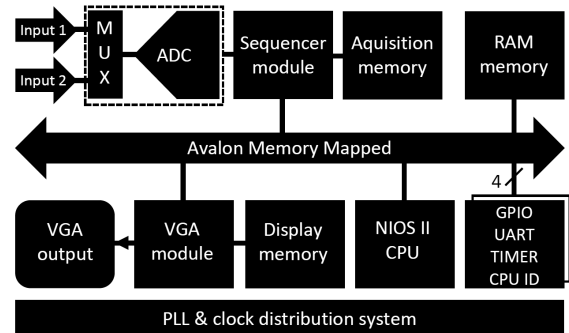 Input 1
Input 2
M
U
X
ADC
Sequencer
module
Aquisition
memory
RAM
memory
Avalon Memory Mapped
4
VGA
output
VGA
module
Display
memory
NIOS II
CPU
GPIO
UART
TIMER
CPU ID
PLL & clock distribution system